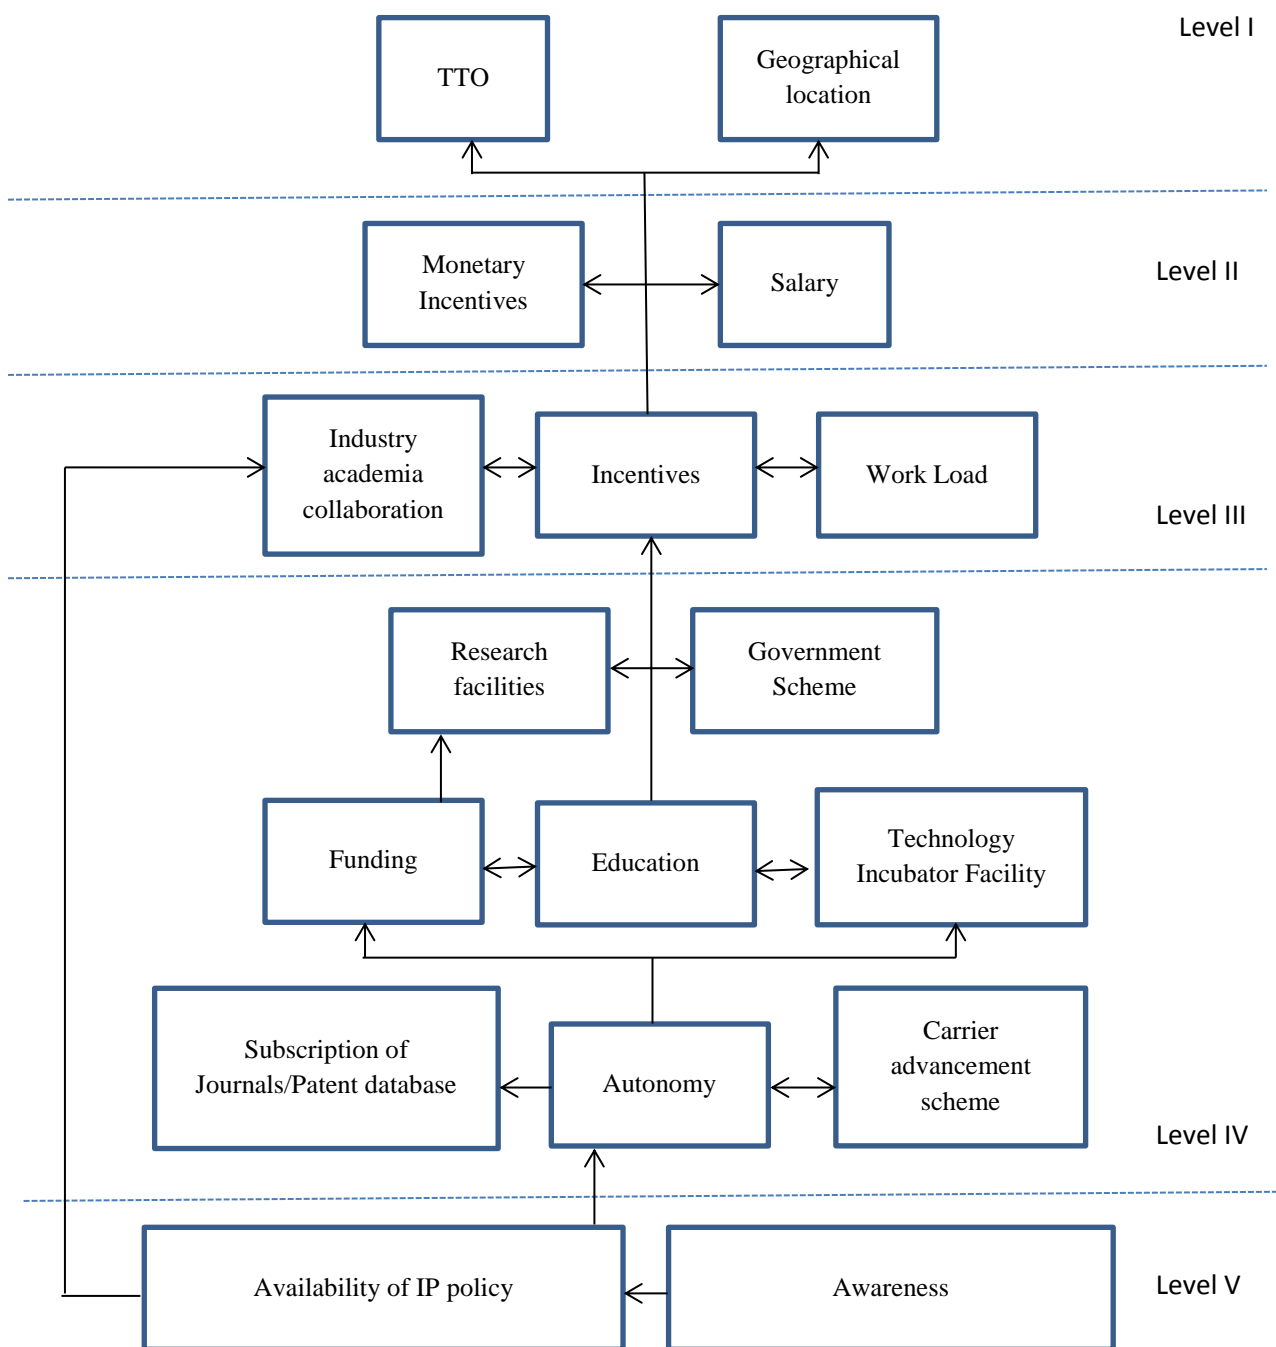 Level I
TTO
Geographical
location
Monetary
Incentives
Salary
Level II
Industry
academia
collaboration
Incentives
Work Load
Level III
Research
facilities
Government
Scheme
Funding
Education
Technology
Incubator Facility
Subscription of
Journals/Patent database
Autonomy
Carrier
advancement
scheme
Level IV
Availability of IP policy
Awareness
Level V